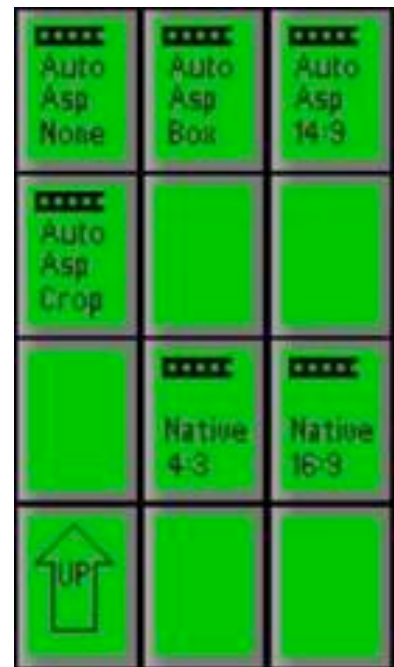 Auto
Asp
None
Auto
Asp
Box
Auto
Asp
14:9
Auto
Asp
Crop
Native
4:3
Native
16:9
UP